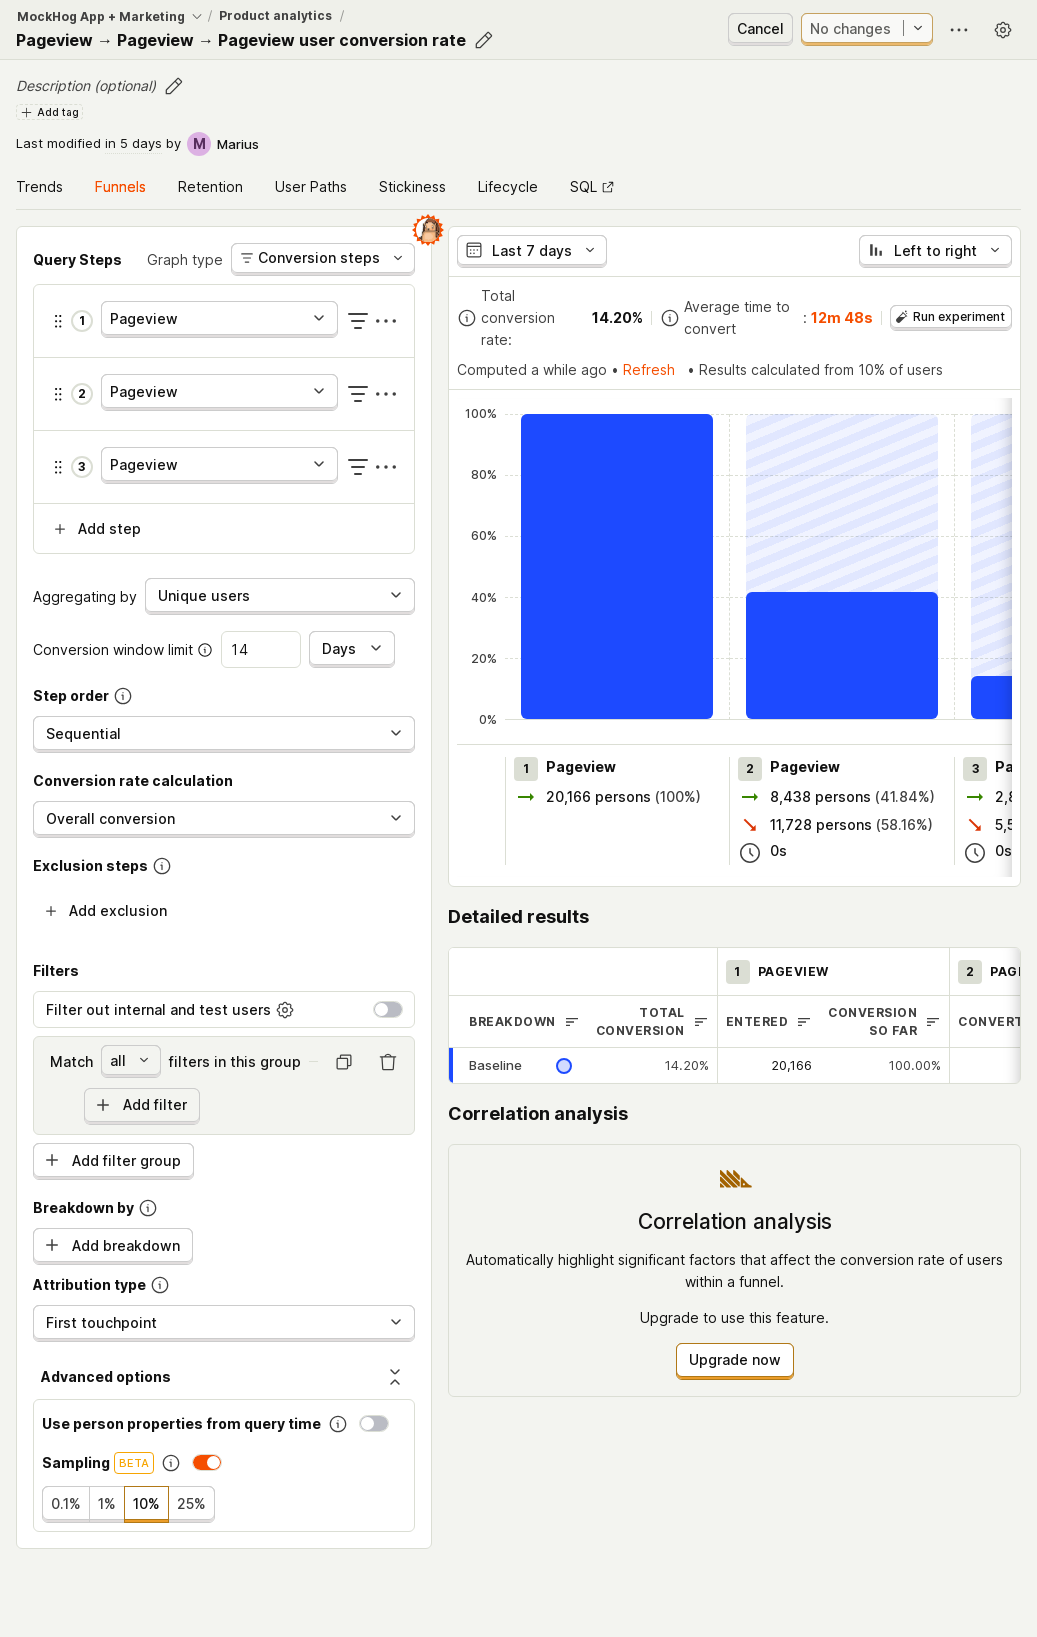 MockHog App + Marketing / Product analytics /
Pageview → Pageview → Pageview user conversion rate
Cancel
No changes
Description (optional)
Add tag
Last modified in 5 days by M Marius
Trends
Funnels
Retention
User Paths
Stickiness
Lifecycle
SQL
Query Steps
Graph type
Conversion steps
1 Pageview
2 Pageview
3 Pageview
Add step
Aggregating by Unique users
Conversion window limit 14 Days
Step order
Sequential
Conversion rate calculation
Overall conversion
Exclusion steps
Add exclusion
Filters
Filter out internal and test users
Match all filters in this group
Add filter
Add filter group
Breakdown by
Add breakdown
Attribution type
First touchpoint
Advanced options
Use person properties from query time
Sampling BETA
0.1% 1% 10% 25%
Last 7 days
Left to right
Total conversion rate: 14.20%
Average time to convert : 12m 48s
Run experiment
Computed a while ago • Refresh • Results calculated from 10% of users
100%
80%
60%
40%
20%
0%
1 Pageview
20,166 persons (100%)
2 Pageview
8,438 persons (41.84%)
11,728 persons (58.16%)
0s
3 Pa
2,8
5,5
0s
Detailed results
1 PAGEVIEW
2 PAGE
BREAKDOWN
TOTAL CONVERSION
ENTERED
CONVERSION SO FAR
CONVERT
Baseline 14.20% 20,166 100.00%
Correlation analysis
Correlation analysis
Automatically highlight significant factors that affect the conversion rate of users
within a funnel.
Upgrade to use this feature.
Upgrade now